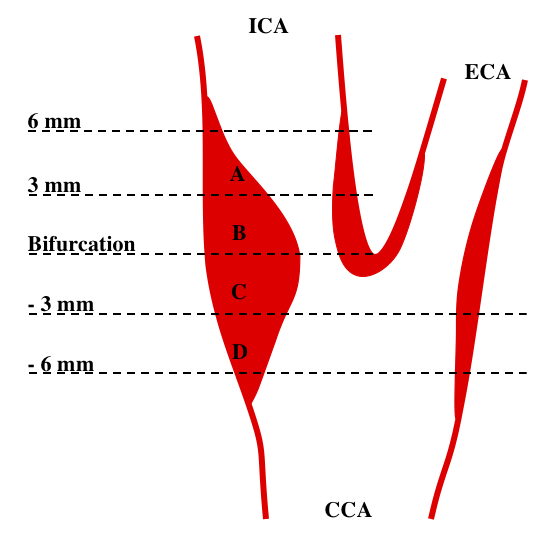 ICA
ECA
6 mm
A
3 mm
B
Bifurcation
C
- 3 mm
D
- 6 mm
CCA